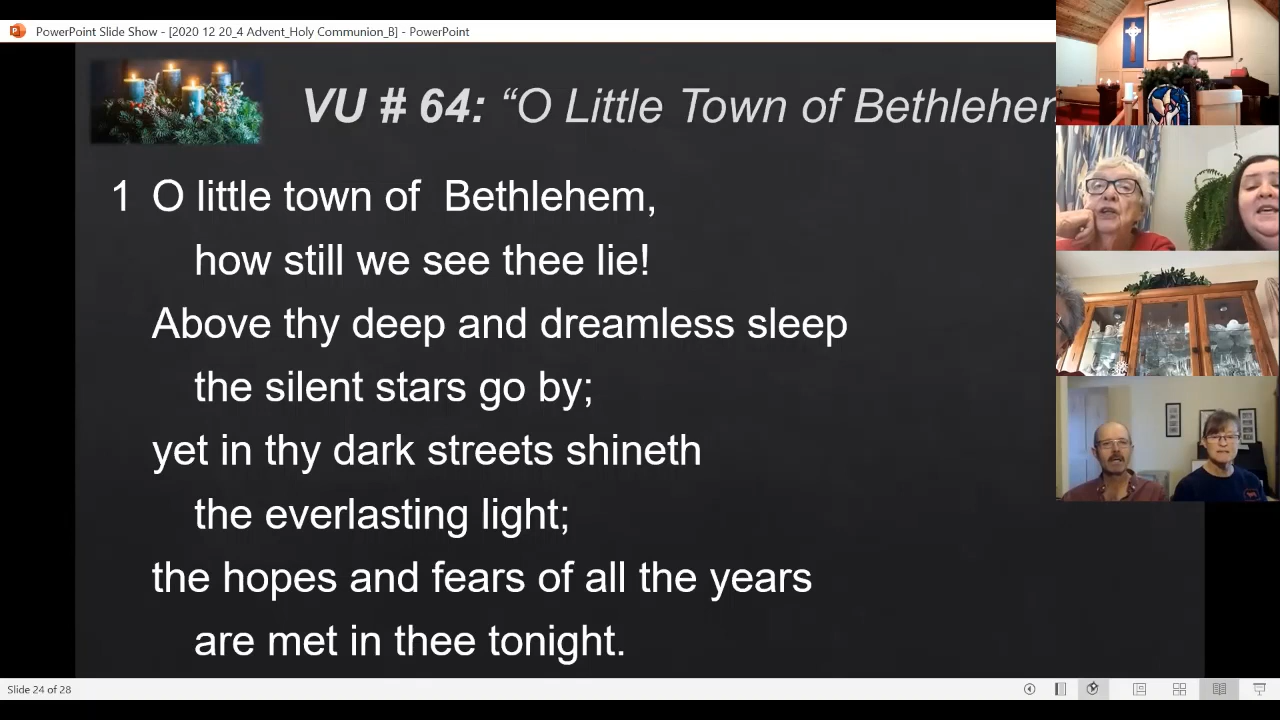 PowerPoint Slide Show - [2020 12 20_4 Advent_Holy Communion_B] - PowerPoint
VU # 64: “O Little Town of Bethlehem
1 O little town of Bethlehem,
how still we see thee lie!
Above thy deep and dreamless sleep
the silent stars go by;
yet in thy dark streets shineth
the everlasting light;
the hopes and fears of all the years
are met in thee tonight.
Slide 24 of 28